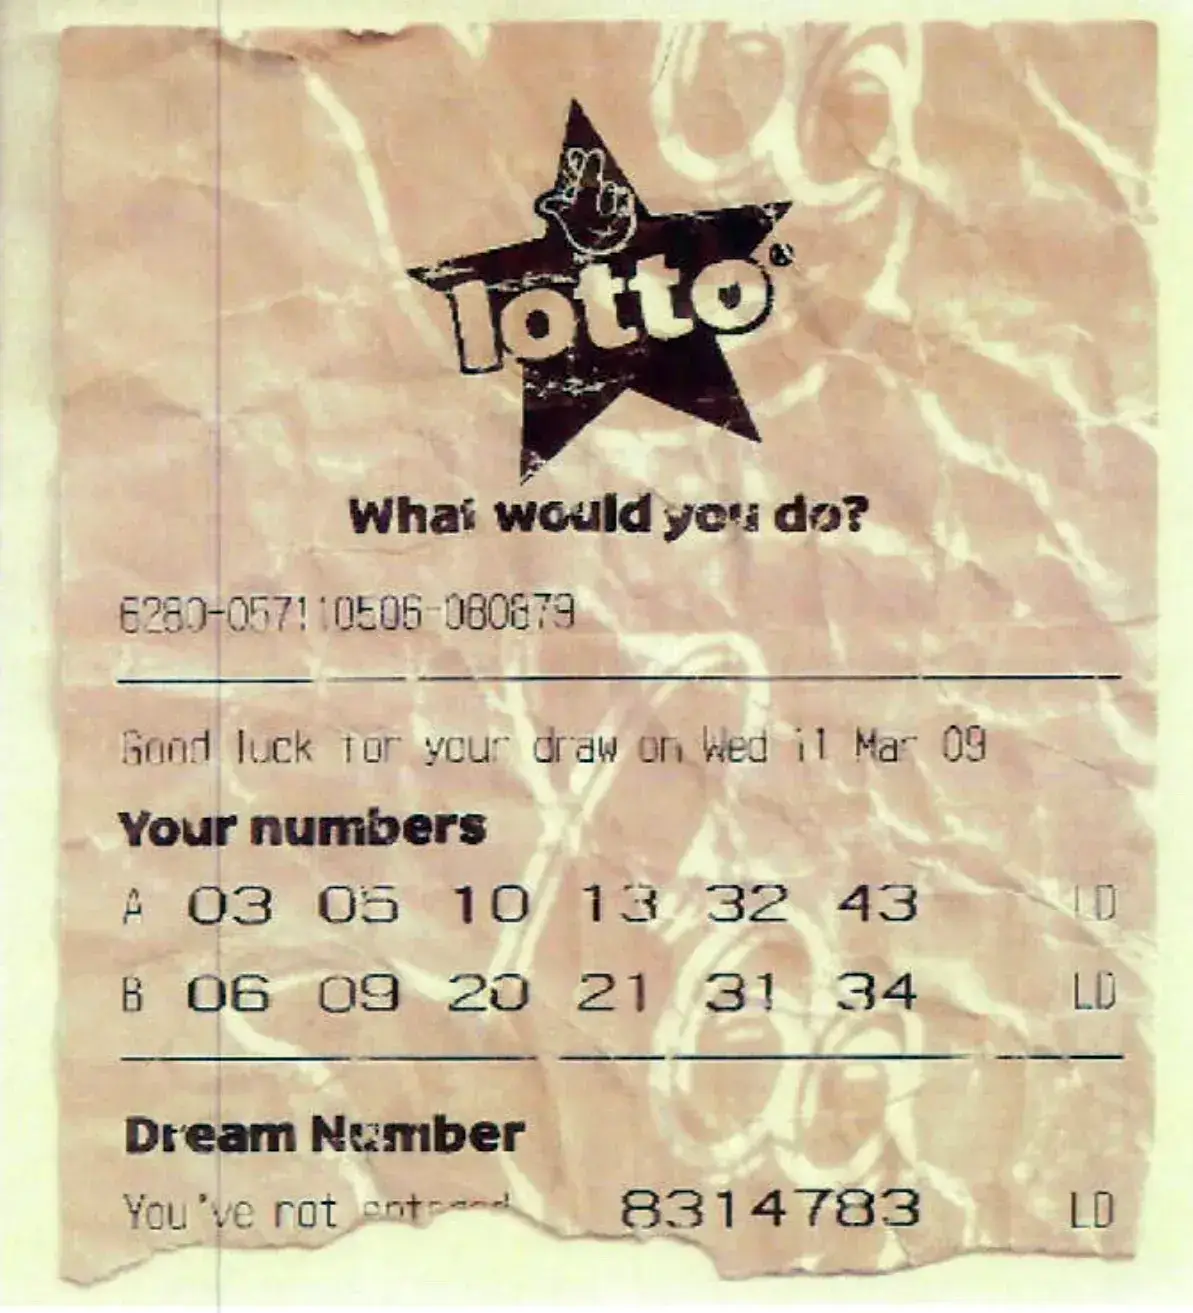 lotto®
What would you do?
6280-057110506-080879
Good luck for your draw on Wed 11 Mar 09
Your numbers
A 03 05 10 13 32 43 LD
B 06 09 20 21 31 34 LD
Dream Number
You've not entered 8314783 LD